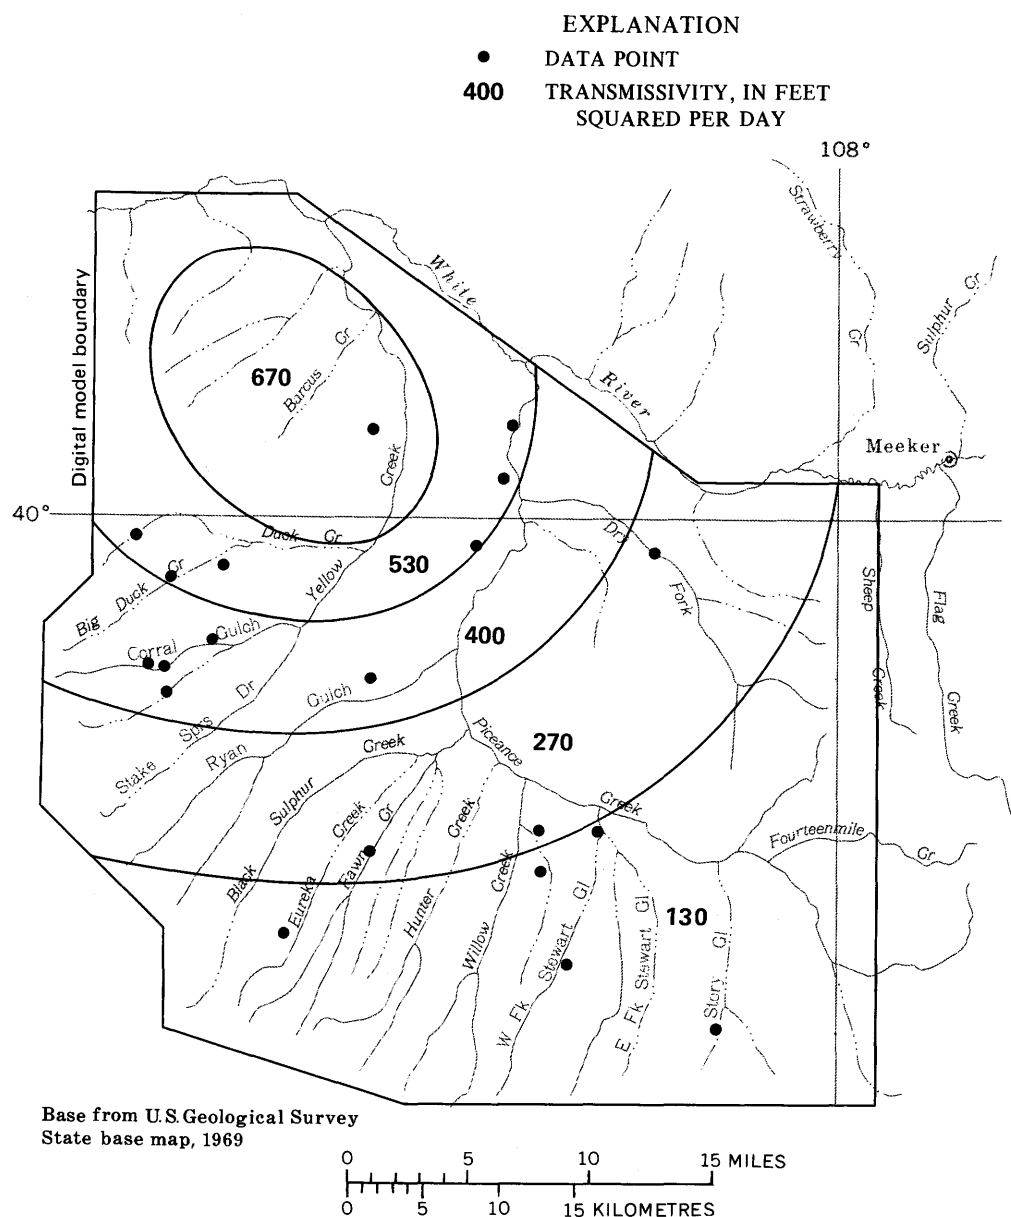 EXPLANATION
DATA POINT
400 TRANSMISSIVITY, IN FEET
SQUARED PER DAY
108°
Strawberry
Cr
Sulphur Cr
White
River
Digital model boundary
670
Barcus Cr
Meeker
Creek
40°
Duck Cr
Dry
Fork
530
Yellow
Big Duck Cr
Sheep
Creek
Flag
Creek
400
Corral Gulch
Gulch
Stake Spgs Dr
Ryan
Piceance
Creek
270
Creek
Sulphur
Black
Creek
Eureka
Cr
Fawn
Creek
Hunter
Creek
Willow
Fourteenmile
Cr
130
W Fk Stewart Gl
E Fk Stewart Gl
Story Gl
Base from U.S. Geological Survey
State base map, 1969
0 5 10 15 MILES
0 5 10 15 KILOMETRES